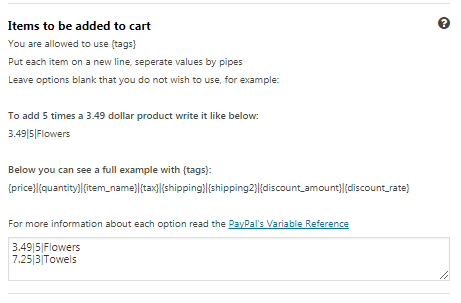 Items to be added to cart
You are allowed to use {tags}
Put each item on a new line, seperate values by pipes
Leave options blank that you do not wish to use, for example:
To add 5 times a 3.49 dollar product write it like below:
3.49|5|Flowers
Below you can see a full example with {tags}:
{price}|{quantity}|{item_name}|{tax}|{shipping}|{shipping2}|{discount_amount}|{discount_rate}
For more information about each option read the PayPal's Variable Reference
3.49|5|Flowers
7.25|3|Towels